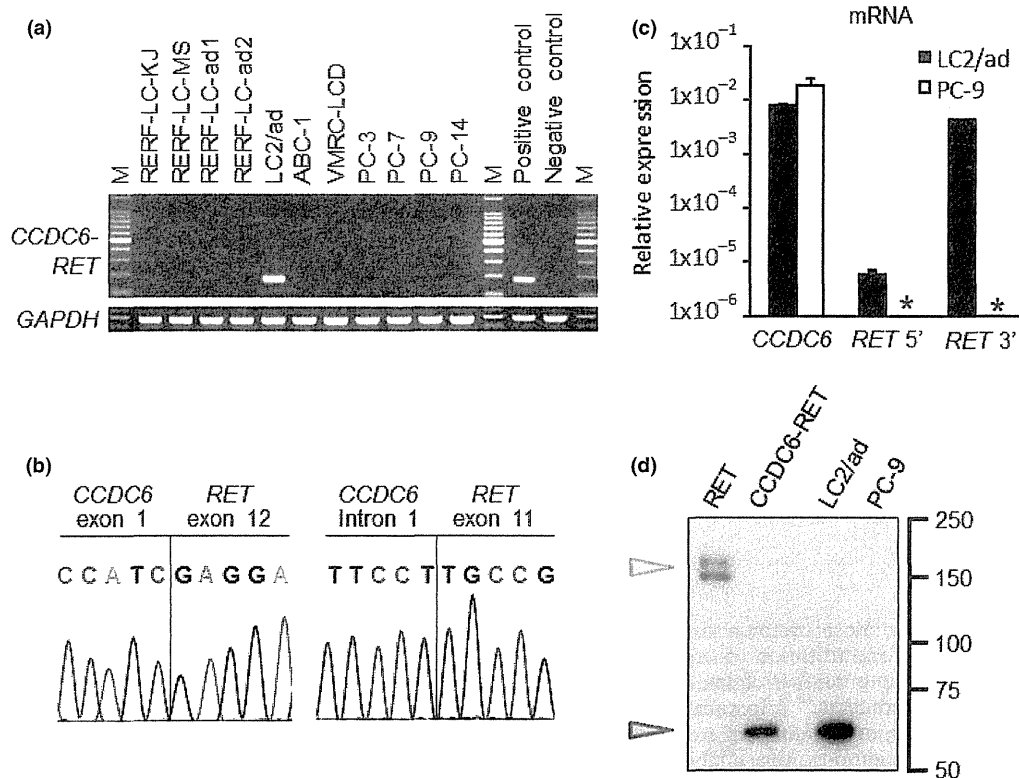 (a)
M
RERF-LC-KJ
RERF-LC-MS
RERF-LC-ad1
RERF-LC-ad2
LC2/ad
ABC-1
VMRC-LCD
PC-3
PC-7
PC-9
PC-14
M
Positive control
Negative control
M
CCDC6-
RET
GAPDH
(c)
mRNA
LC2/ad
PC-9
Relative expression
1x10⁻¹
1x10⁻²
1x10⁻³
1x10⁻⁴
1x10⁻⁵
1x10⁻⁶
* *
CCDC6 RET 5' RET 3'
(b)
CCDC6 RET
exon 1 exon 12
C C A T C G A G G A
CCDC6 RET
Intron 1 exon 11
T T C C T T G C C G
(d)
RET
CCDC6-RET
LC2/ad
PC-9
250
150
100
75
50